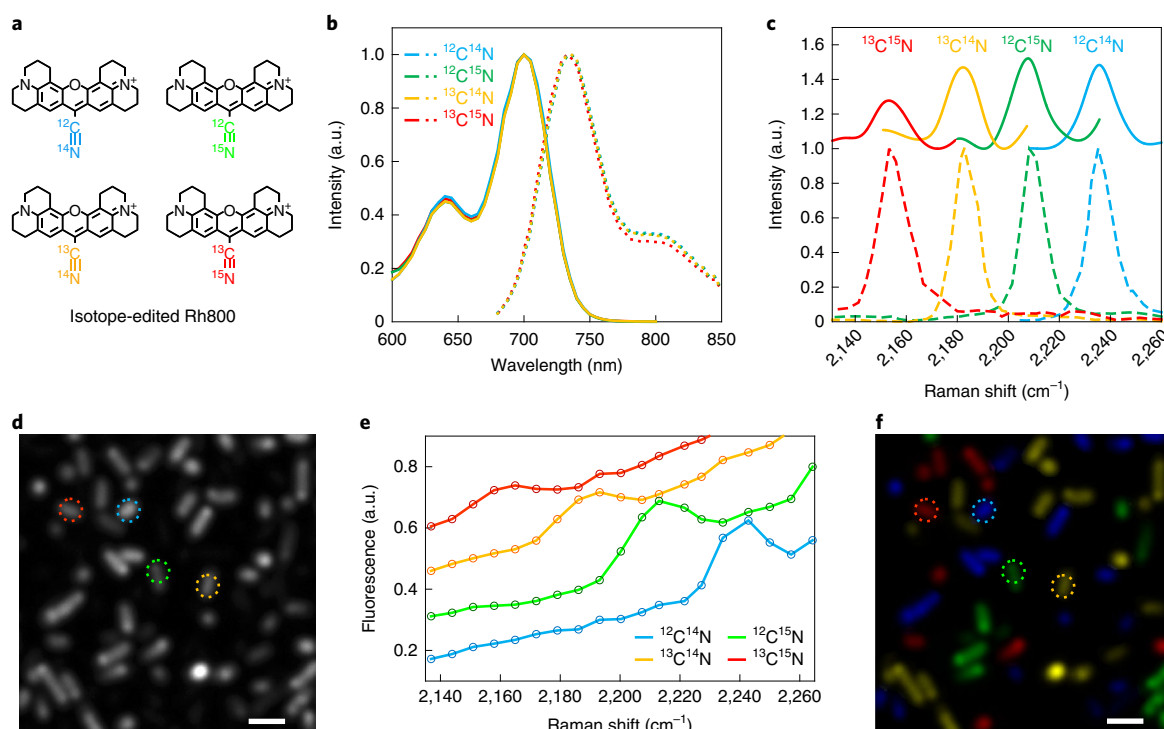 a
N
O
N+
12C
14N
N
O
N+
12C
15N
N
O
N+
13C
14N
N
O
N+
13C
15N
Isotope-edited Rh800
b
12C14N
12C15N
13C14N
13C15N
Intensity (a.u.)
1.0
0.8
0.6
0.4
0.2
0
600 650 700 750 800 850
Wavelength (nm)
c
13C15N 13C14N 12C15N 12C14N
Intensity (a.u.)
1.6
1.4
1.2
1.0
0.8
0.6
0.4
0.2
0
2,140 2,160 2,180 2,200 2,220 2,240 2,260
Raman shift (cm−1)
d
e
Fluorescence (a.u.)
0.8
0.6
0.4
0.2
12C14N 12C15N
13C14N 13C15N
2,140 2,160 2,180 2,200 2,220 2,240 2,260
Raman shift (cm−1)
f